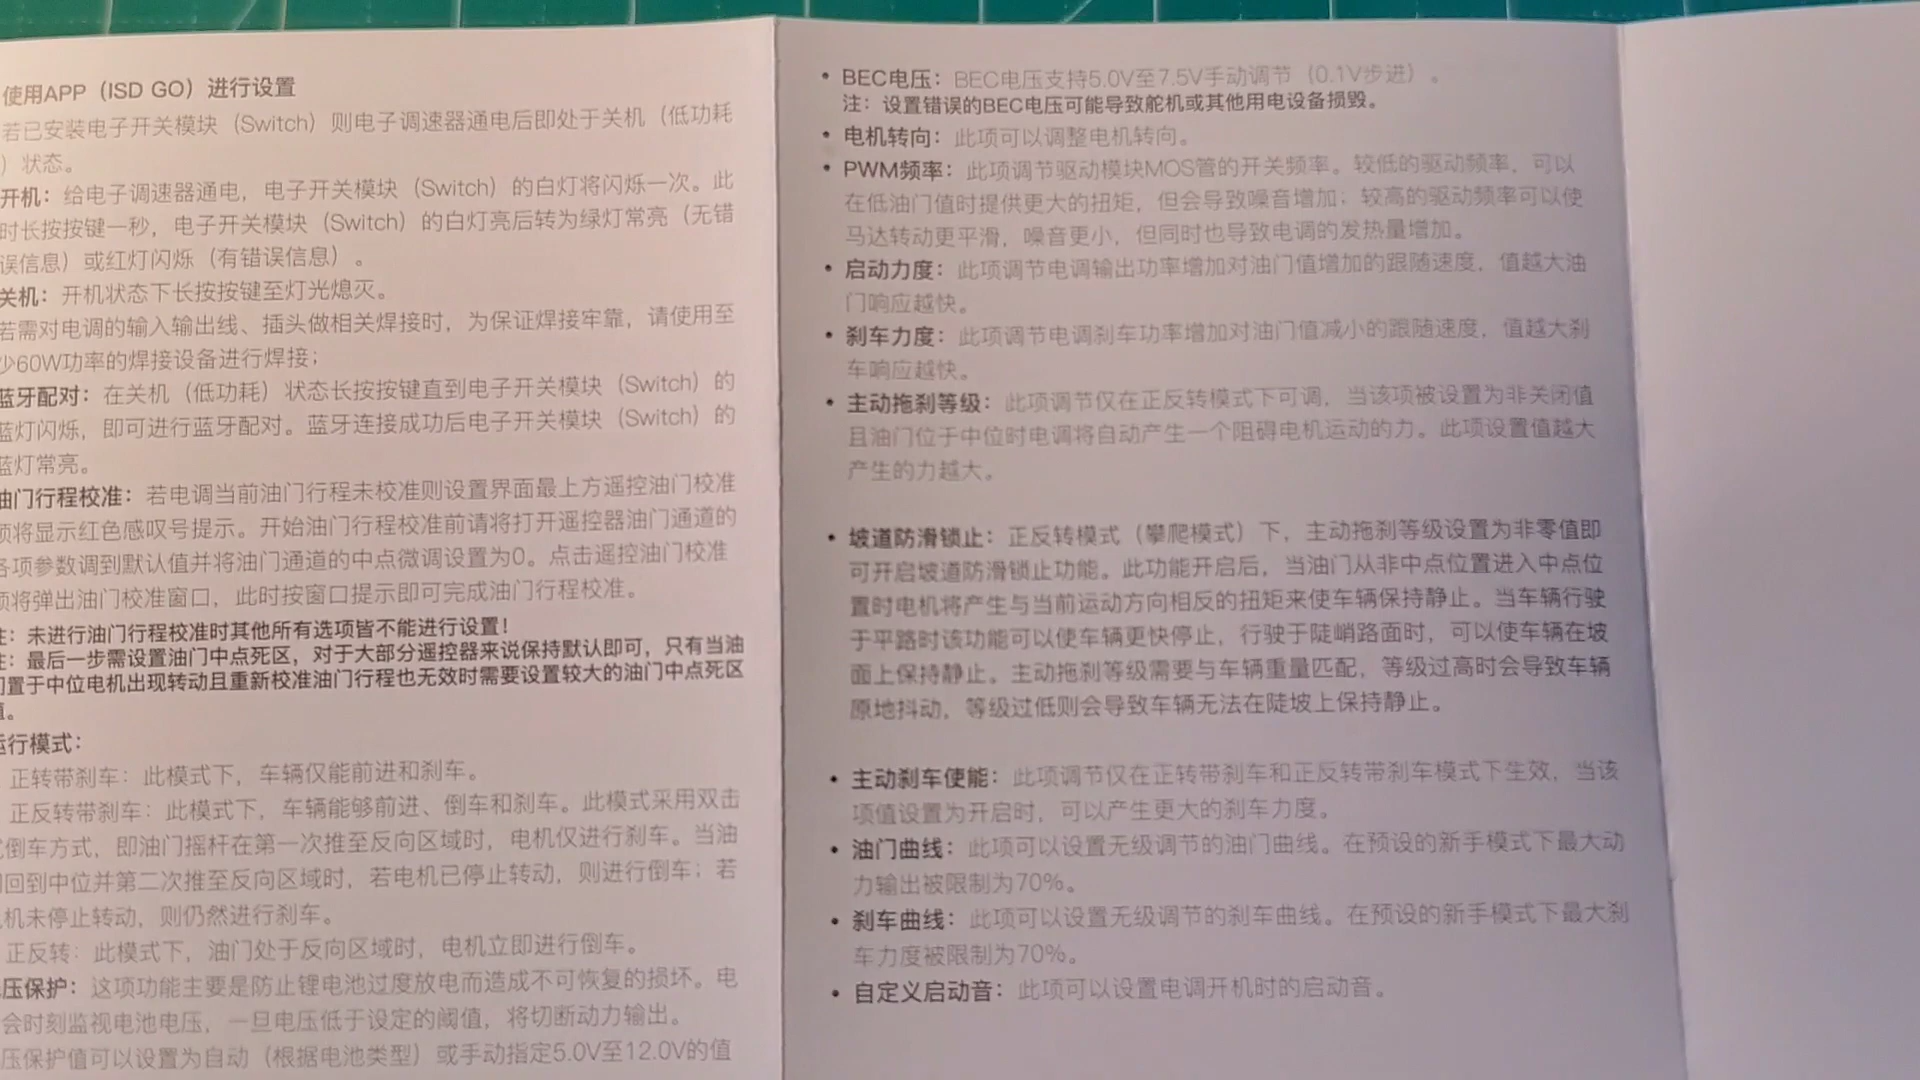 使用APP（ISD GO）进行设置
若已安装电子开关模块（Switch）则电子调速器通电后即处于关机（低功耗
）状态。
开机：给电子调速器通电，电子开关模块（Switch）的白灯将闪烁一次。此
时长按按键一秒，电子开关模块（Switch）的白灯亮后转为绿灯常亮（无错
误信息）或红灯闪烁（有错误信息）。
关机：开机状态下长按按键至灯光熄灭。
若需对电调的输入输出线、插头做相关焊接时，为保证焊接牢靠，请使用至
少60W功率的焊接设备进行焊接；
蓝牙配对：在关机（低功耗）状态长按按键直到电子开关模块（Switch）的
蓝灯闪烁，即可进行蓝牙配对。蓝牙连接成功后电子开关模块（Switch）的
蓝灯常亮。
油门行程校准：若电调当前油门行程未校准则设置界面最上方遥控油门校准
项将显示红色感叹号提示。开始油门行程校准前请将打开遥控器油门通道的
各项参数调到默认值并将油门通道的中点微调设置为0。点击遥控油门校准
项将弹出油门校准窗口，此时按窗口提示即可完成油门行程校准。
注：未进行油门行程校准时其他所有选项皆不能进行设置！
注：最后一步需设置油门中点死区，对于大部分遥控器来说保持默认即可，只有当油
门置于中位电机出现转动且重新校准油门行程也无效时需要设置较大的油门中点死区
值。
运行模式：
正转带刹车：此模式下，车辆仅能前进和刹车。
正反转带刹车：此模式下，车辆能够前进、倒车和刹车。此模式采用双击
式倒车方式，即油门摇杆在第一次推至反向区域时，电机仅进行刹车。当油
门回到中位并第二次推至反向区域时，若电机已停止转动，则进行倒车；若
电机未停止转动，则仍然进行刹车。
正反转：此模式下，油门处于反向区域时，电机立即进行倒车。
压保护：这项功能主要是防止锂电池过度放电而造成不可恢复的损坏。电
会时刻监视电池电压，一旦电压低于设定的阈值，将切断动力输出。
压保护值可以设置为自动（根据电池类型）或手动指定5.0V至12.0V的值
• BEC电压：BEC电压支持5.0V至7.5V手动调节（0.1V步进）。
注：设置错误的BEC电压可能导致舵机或其他用电设备损毁。
• 电机转向：此项可以调整电机转向。
• PWM频率：此项调节驱动模块MOS管的开关频率。较低的驱动频率，可以
在低油门值时提供更大的扭矩，但会导致噪音增加；较高的驱动频率可以使
马达转动更平滑，噪音更小，但同时也导致电调的发热量增加。
• 启动力度：此项调节电调输出功率增加对油门值增加的跟随速度，值越大油
门响应越快。
• 刹车力度：此项调节电调刹车功率增加对油门值减小的跟随速度，值越大刹
车响应越快。
• 主动拖刹等级：此项调节仅在正反转模式下可调，当该项被设置为非关闭值
且油门位于中位时电调将自动产生一个阻碍电机运动的力。此项设置值越大
产生的力越大。
• 坡道防滑锁止：正反转模式（攀爬模式）下，主动拖刹等级设置为非零值即
可开启坡道防滑锁止功能。此功能开启后，当油门从非中点位置进入中点位
置时电机将产生与当前运动方向相反的扭矩来使车辆保持静止。当车辆行驶
于平路时该功能可以使车辆更快停止，行驶于陡峭路面时，可以使车辆在坡
面上保持静止。主动拖刹等级需要与车辆重量匹配，等级过高时会导致车辆
原地抖动，等级过低则会导致车辆无法在陡坡上保持静止。
• 主动刹车使能：此项调节仅在正转带刹车和正反转带刹车模式下生效，当该
项值设置为开启时，可以产生更大的刹车力度。
• 油门曲线：此项可以设置无级调节的油门曲线。在预设的新手模式下最大动
力输出被限制为70%。
• 刹车曲线：此项可以设置无级调节的刹车曲线。在预设的新手模式下最大刹
车力度被限制为70%。
• 自定义启动音：此项可以设置电调开机时的启动音。